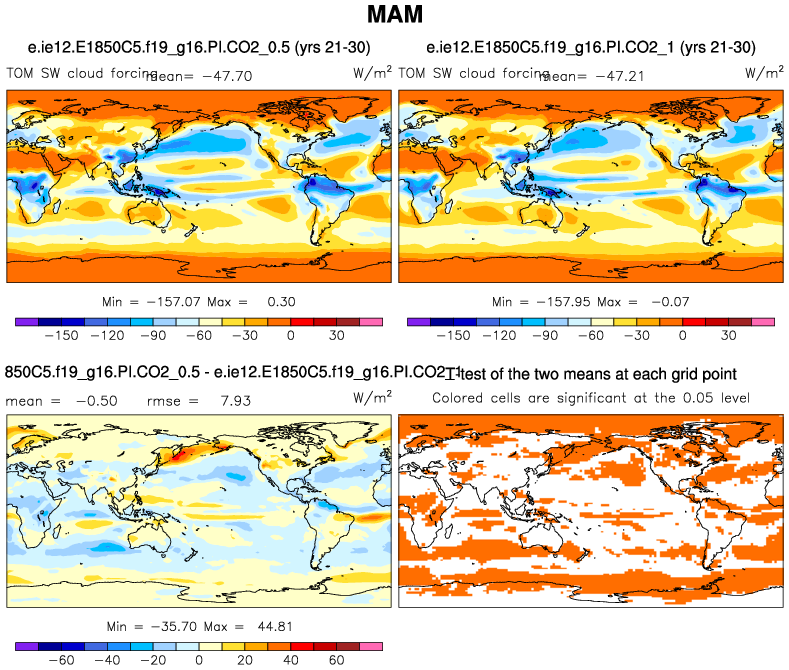 MAM
e.ie12.E1850C5.f19_g16.PI.CO2_0.5 (yrs 21-30)
e.ie12.E1850C5.f19_g16.PI.CO2_1 (yrs 21-30)
TOM SW cloud forcing mean= −47.70 W/m²
TOM SW cloud forcing mean= −47.21 W/m²
Min = −157.07 Max = 0.30
Min = −157.95 Max = −0.07
−150 −120 −90 −60 −30 0 30
−150 −120 −90 −60 −30 0 30
850C5.f19_g16.PI.CO2_0.5 - e.ie12.E1850C5.f19_g16.PI.CO2_1
T-test of the two means at each grid point
mean = −0.50 rmse = 7.93 W/m²
Colored cells are significant at the 0.05 level
Min = −35.70 Max = 44.81
−60 −40 −20 0 20 40 60